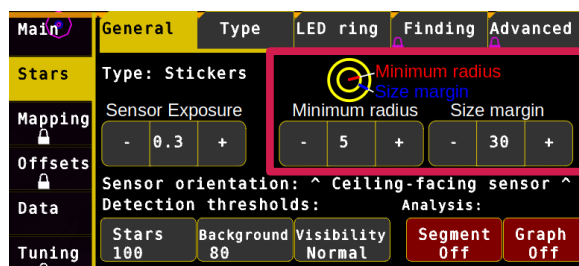 Main
General
Type
LED ring
Finding
Advanced
Stars
Type: Stickers
Minimum radius
Size margin
Mapping
Sensor Exposure
Minimum radius
Size margin
- 0.3 +
- 5 +
- 30 +
Offsets
Sensor orientation: ^ Ceiling-facing sensor ^
Data
Detection thresholds:
Analysis:
Tuning
Stars
100
Background
80
Visibility
Normal
Segment
Off
Graph
Off